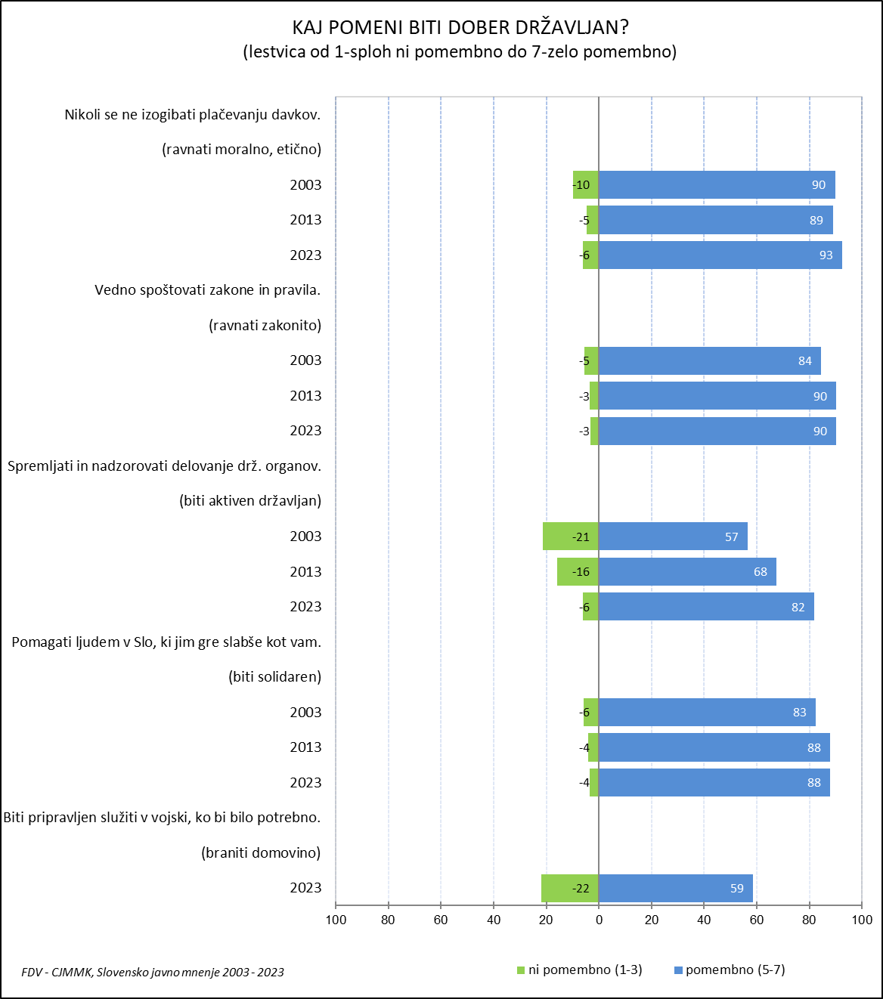 KAJ POMENI BITI DOBER DRŽAVLJAN?
(lestvica od 1-sploh ni pomembno do 7-zelo pomembno)
Nikoli se ne izogibati plačevanju davkov.
(ravnati moralno, etično)
2003 -10 90
2013 -5 89
2023 -6 93
Vedno spoštovati zakone in pravila.
(ravnati zakonito)
2003 -5 84
2013 -3 90
2023 -3 90
Spremljati in nadzorovati delovanje drž. organov.
(biti aktiven državljan)
2003 -21 57
2013 -16 68
2023 -6 82
Pomagati ljudem v Slo, ki jim gre slabše kot vam.
(biti solidaren)
2003 -6 83
2013 -4 88
2023 -4 88
Biti pripravljen služiti v vojski, ko bi bilo potrebno.
(braniti domovino)
2023 -22 59
100 80 60 40 20 0 20 40 60 80 100
FDV - CJMMK, Slovensko javno mnenje 2003 - 2023
ni pomembno (1-3) pomembno (5-7)